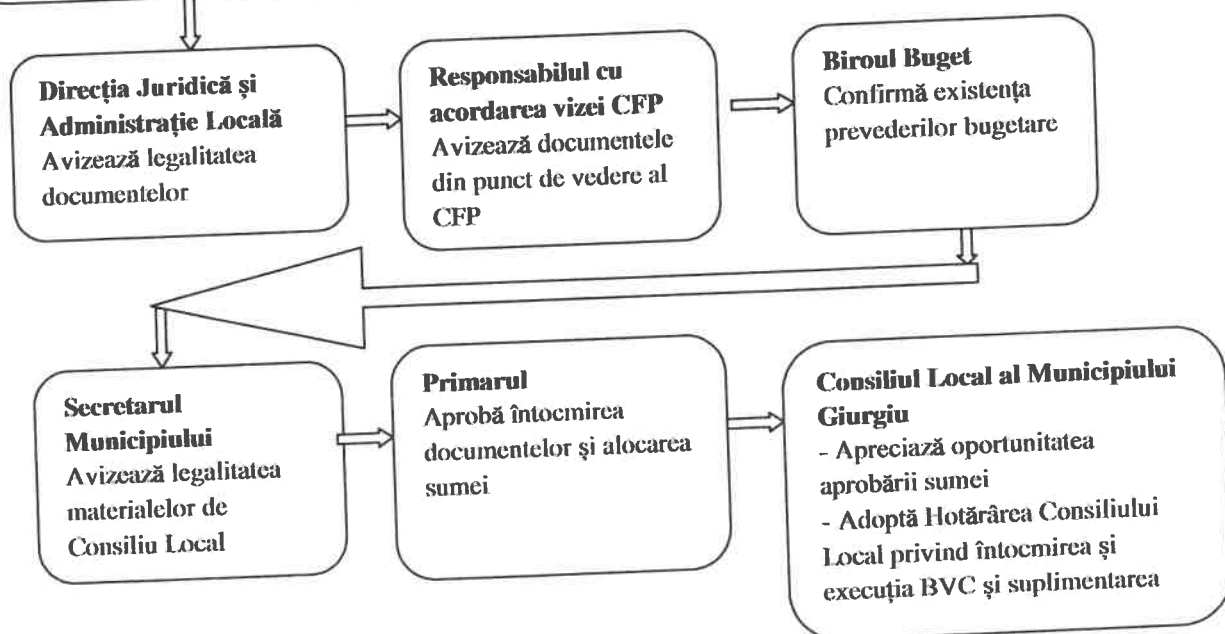 Direcția Juridică și
Administrație Locală
Avizează legalitatea
documentelor
Responsabilul cu
acordarea vizei CFP
Avizează documentele
din punct de vedere al
CFP
Biroul Buget
Confirmă existența
prevederilor bugetare
Secretarul
Municipiului
Avizează legalitatea
materialelor de
Consiliu Local
Primarul
Aprobă întocmirea
documentelor și alocarea
sumei
Consiliul Local al Municipiului
Giurgiu
- Apreciază oportunitatea
aprobării sumei
- Adoptă Hotărârea Consiliului
Local privind întocmirea și
execuția BVC și suplimentarea